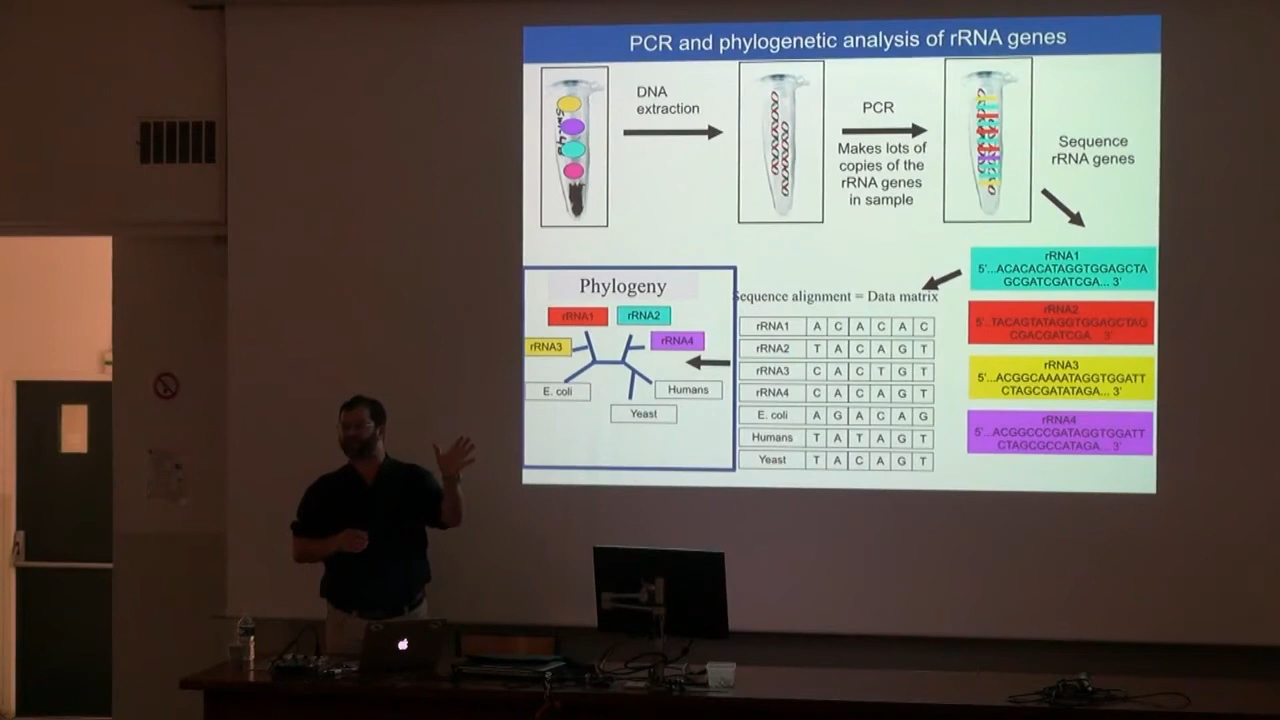 PCR and phylogenetic analysis of rRNA genes
DNA
extraction
PCR
Makes lots of
copies of the
rRNA genes
in sample
Sequence
rRNA genes
rRNA1
5'...ACACACATAGGTGGAGCTA
GCGATCGATCGA... 3'
rRNA2
5'...TACAGTATAGGTGGAGCTAG
CGACGATCGA... 3'
rRNA3
5'...ACGGCAAAATAGGTGGATT
CTAGCGATATAGA... 3'
rRNA4
5'...ACGGCCCGATAGGTGGATT
CTAGCGCCATAGA... 3'
Sequence alignment = Data matrix
rRNA1 A C A C A C
rRNA2 T A C A G T
rRNA3 C A C T G T
rRNA4 C A C A G T
E. coli A G A C A G
Humans T A T A G T
Yeast T A C A G T
Phylogeny
rRNA1 rRNA2
rRNA3 rRNA4
E. coli Humans
Yeast